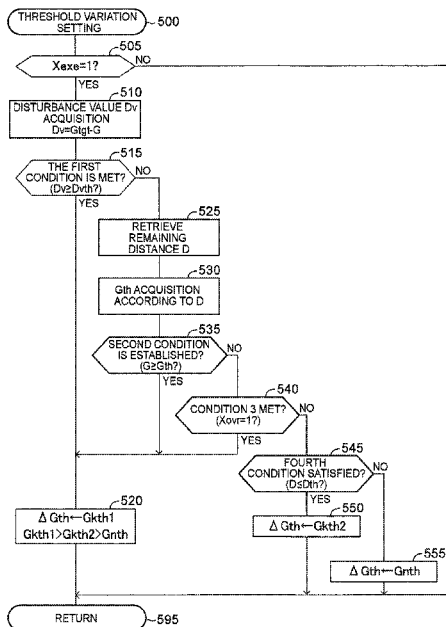 THRESHOLD VARIATION
SETTING
500
505
Xexe=1?
NO
YES
510
DISTURBANCE VALUE Dv
ACQUISITION
Dv=Gtgt-G
515
THE FIRST
CONDITION IS MET?
(Dv≥Dvth?)
NO
YES
525
RETRIEVE
REMAINING
DISTANCE D
530
Gth ACQUISITION
ACCORDING TO D
535
SECOND CONDITION
IS ESTABLISHED?
(G≥Gth?)
NO
YES
540
CONDITION 3 MET?
(Xovr=1?)
NO
YES
545
FOURTH
CONDITION SATISFIED?
(D≤Dth?)
NO
YES
520
Δ Gth←Gkth1
Gkth1>Gkth2>Gnth
550
Δ Gth←Gkth2
555
Δ Gth←Gnth
RETURN
595